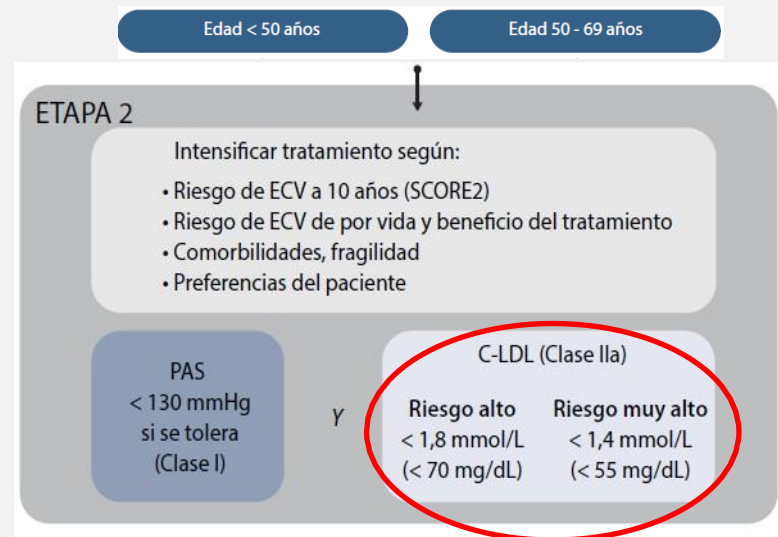 Edad < 50 años
Edad 50 - 69 años
ETAPA 2
Intensificar tratamiento según:
• Riesgo de ECV a 10 años (SCORE2)
• Riesgo de ECV de por vida y beneficio del tratamiento
• Comorbilidades, fragilidad
• Preferencias del paciente
PAS
< 130 mmHg
si se tolera
(Clase I)
Y
C-LDL (Clase IIa)
Riesgo alto
< 1,8 mmol/L
(< 70 mg/dL)
Riesgo muy alto
< 1,4 mmol/L
(< 55 mg/dL)